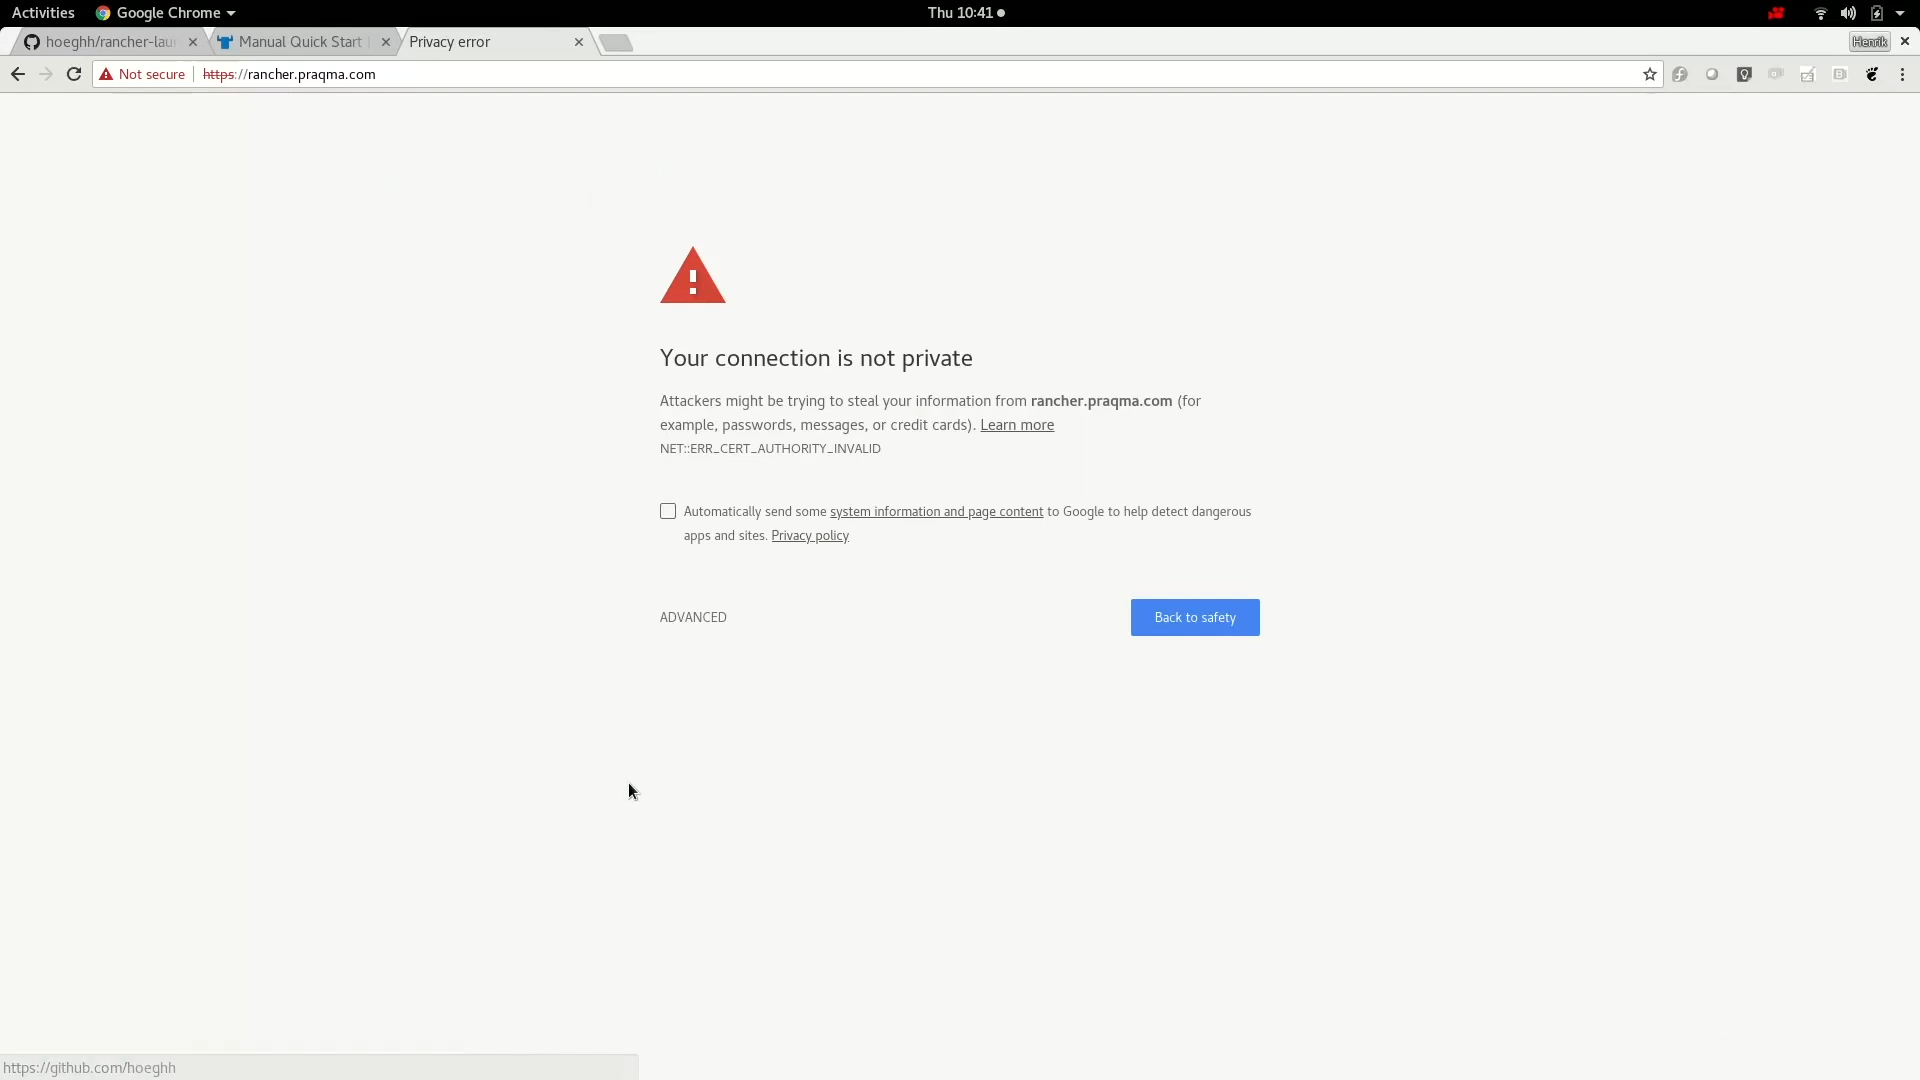 Activities Google Chrome Thu 10:41
hoeghh/rancher-lau Manual Quick Start Privacy error Henrik
Not secure https://rancher.praqma.com
Your connection is not private
Attackers might be trying to steal your information from rancher.praqma.com (for
example, passwords, messages, or credit cards). Learn more
NET::ERR_CERT_AUTHORITY_INVALID
Automatically send some system information and page content to Google to help detect dangerous
apps and sites. Privacy policy
ADVANCED Back to safety
https://github.com/hoeghh